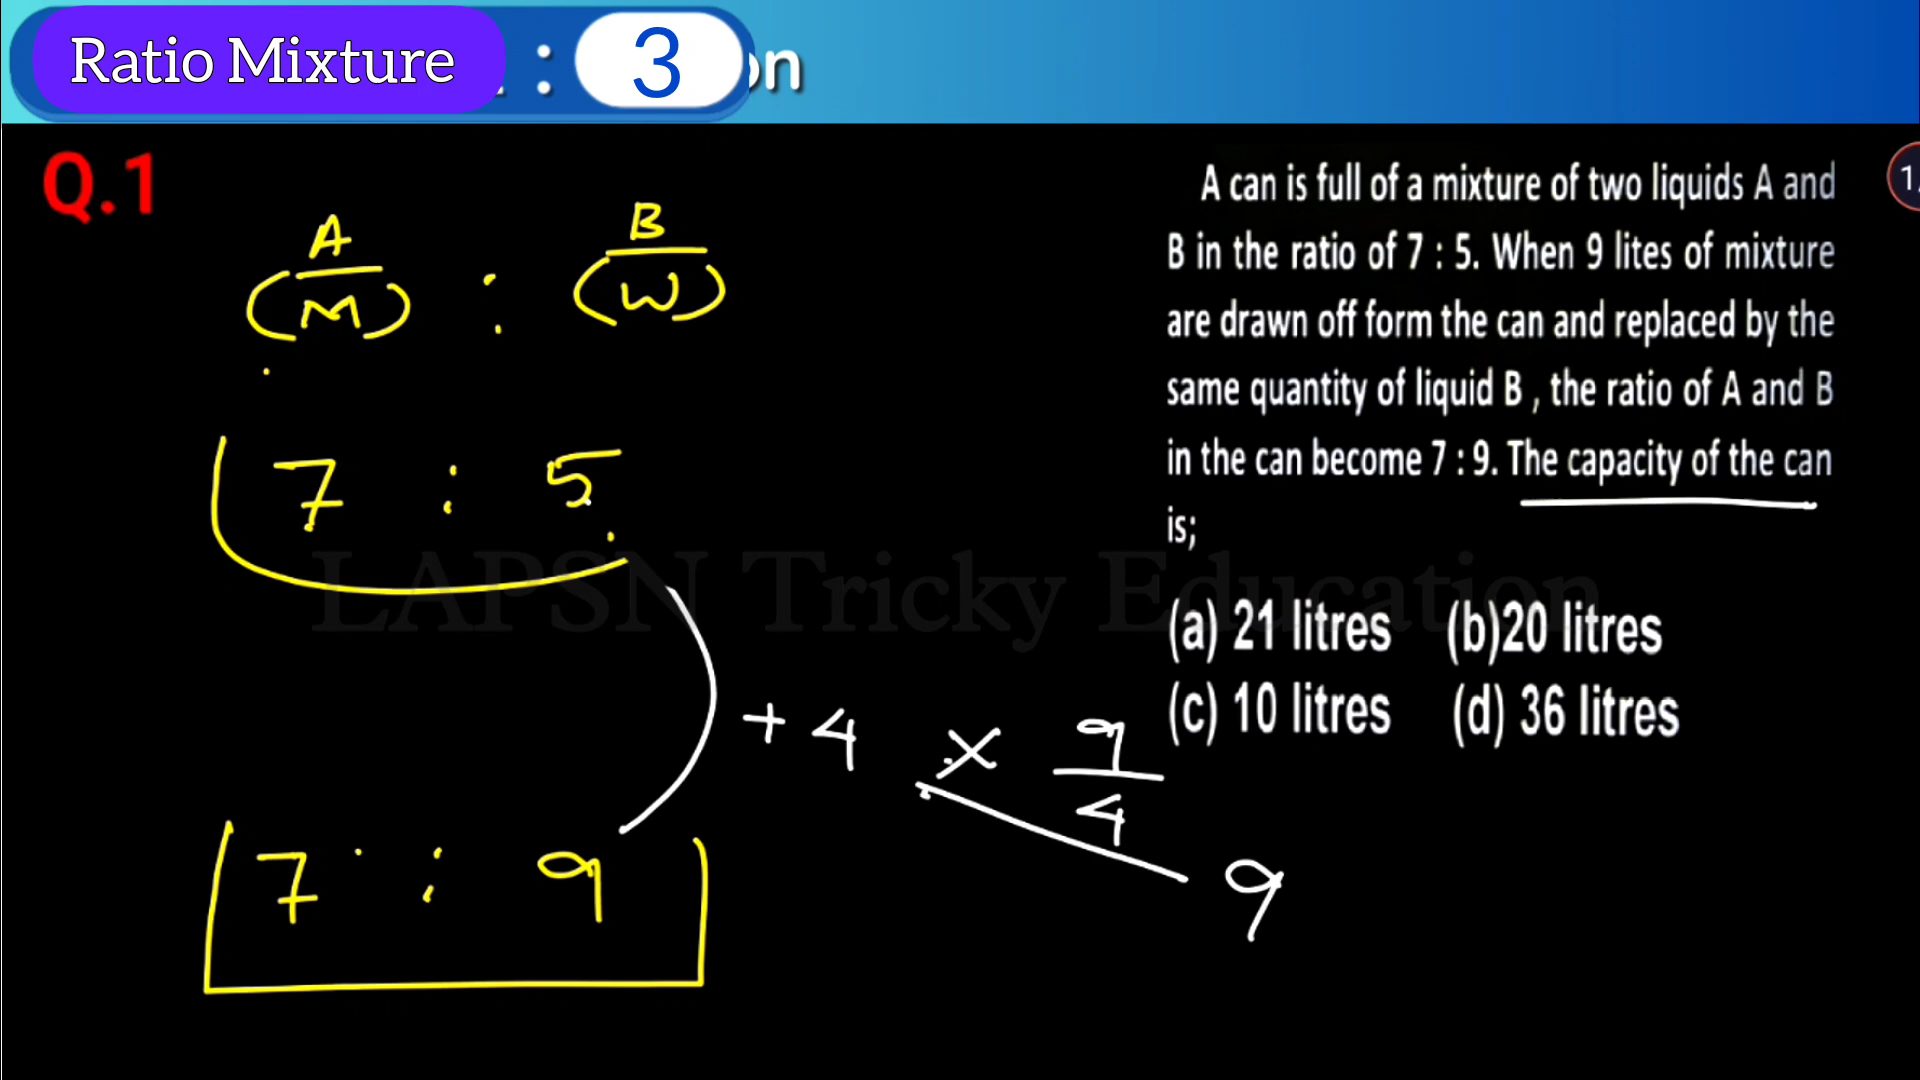 Ratio Mixture : 3 on
Q.1
A can is full of a mixture of two liquids A and
B in the ratio of 7 : 5. When 9 lites of mixture
are drawn off form the can and replaced by the
same quantity of liquid B , the ratio of A and B
in the can become 7 : 9. The capacity of the can
is;
(a) 21 litres (b)20 litres
(c) 10 litres (d) 36 litres
A B
(M) : (W)
7 : 5
+ 4 × 9/4
9
7 : 9
LAPSN Tricky Education
1,